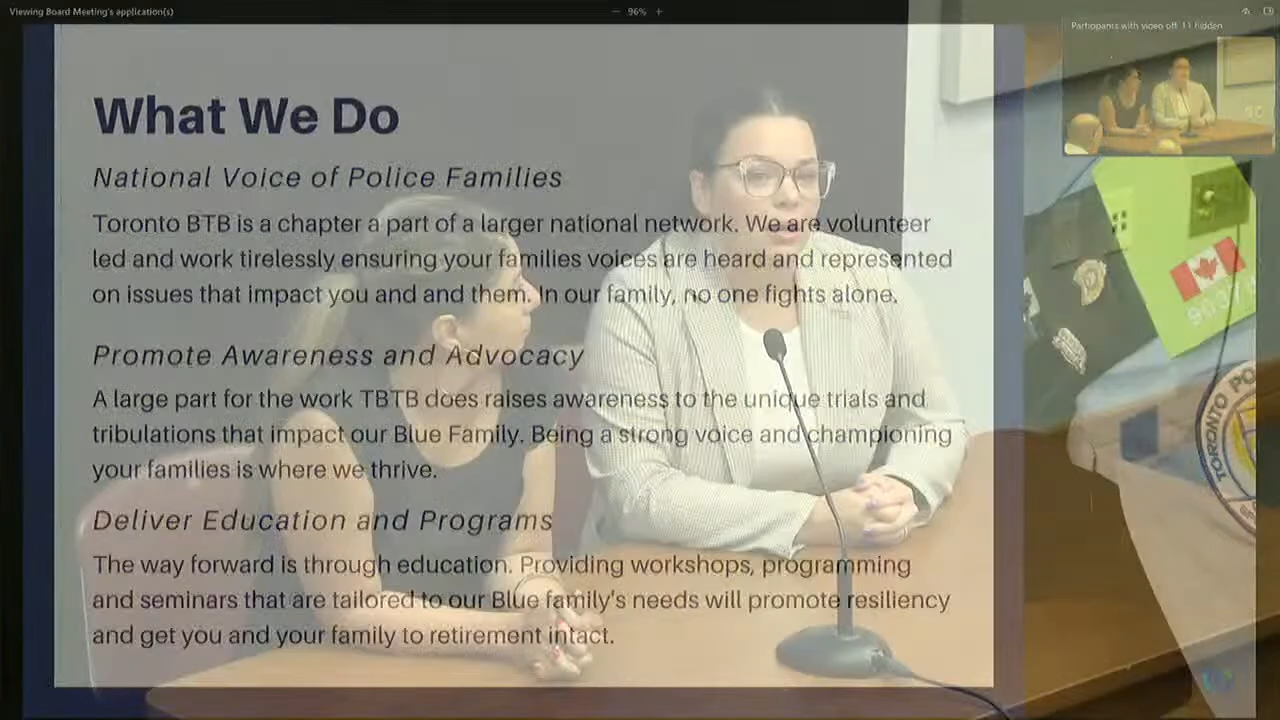 Viewing Board Meeting's application(s)
96%
Participants with video off: 11 hidden
What We Do
National Voice of Police Families
Toronto BTB is a chapter a part of a larger national network. We are volunteer
led and work tirelessly ensuring your families voices are heard and represented
on issues that impact you and and them. In our family, no one fights alone.
Promote Awareness and Advocacy
A large part for the work TBTB does raises awareness to the unique trials and
tribulations that impact our Blue Family. Being a strong voice and championing
your families is where we thrive.
Deliver Education and Programs
The way forward is through education. Providing workshops, programming
and seminars that are tailored to our Blue family's needs will promote resiliency
and get you and your family to retirement intact.
TORONTO PO